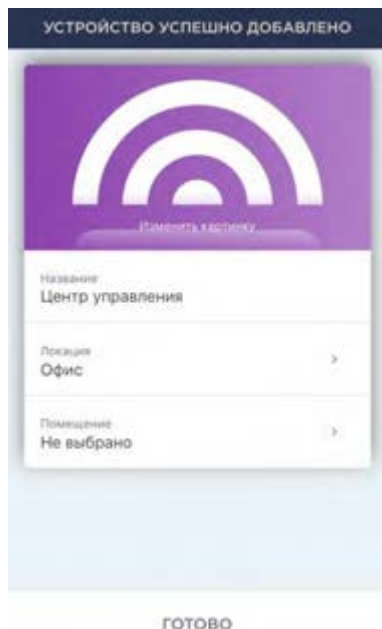 УСТРОЙСТВО УСПЕШНО ДОБАВЛЕНО
Изменить картинку
Название
Центр управления
Локация
Офис
Помещение
Не выбрано
ГОТОВО